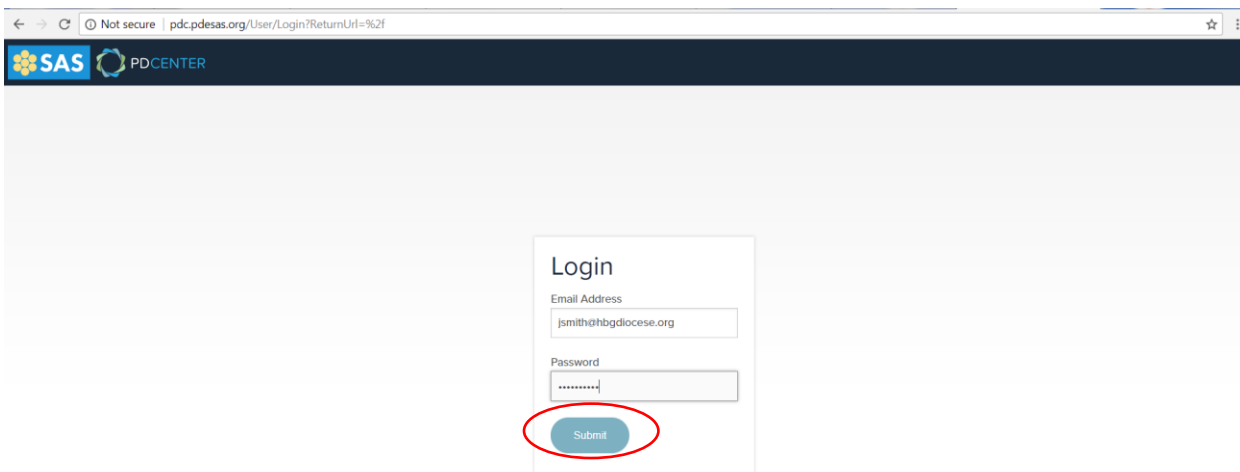 Not secure | pdc.pdesas.org/User/Login?ReturnUrl=%2f
SAS PDCENTER
Login
Email Address
jsmith@hbgdiocese.org
Password
••••••••••
Submit